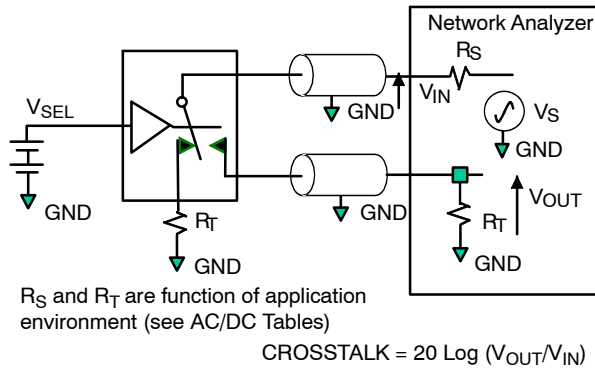 Network Analyzer
RS
VSEL
GND
VIN
VS
GND
GND
RT
GND
RT
VOUT
GND
GND
RS and RT are function of application
environment (see AC/DC Tables)
CROSSTALK = 20 Log (VOUT/VIN)